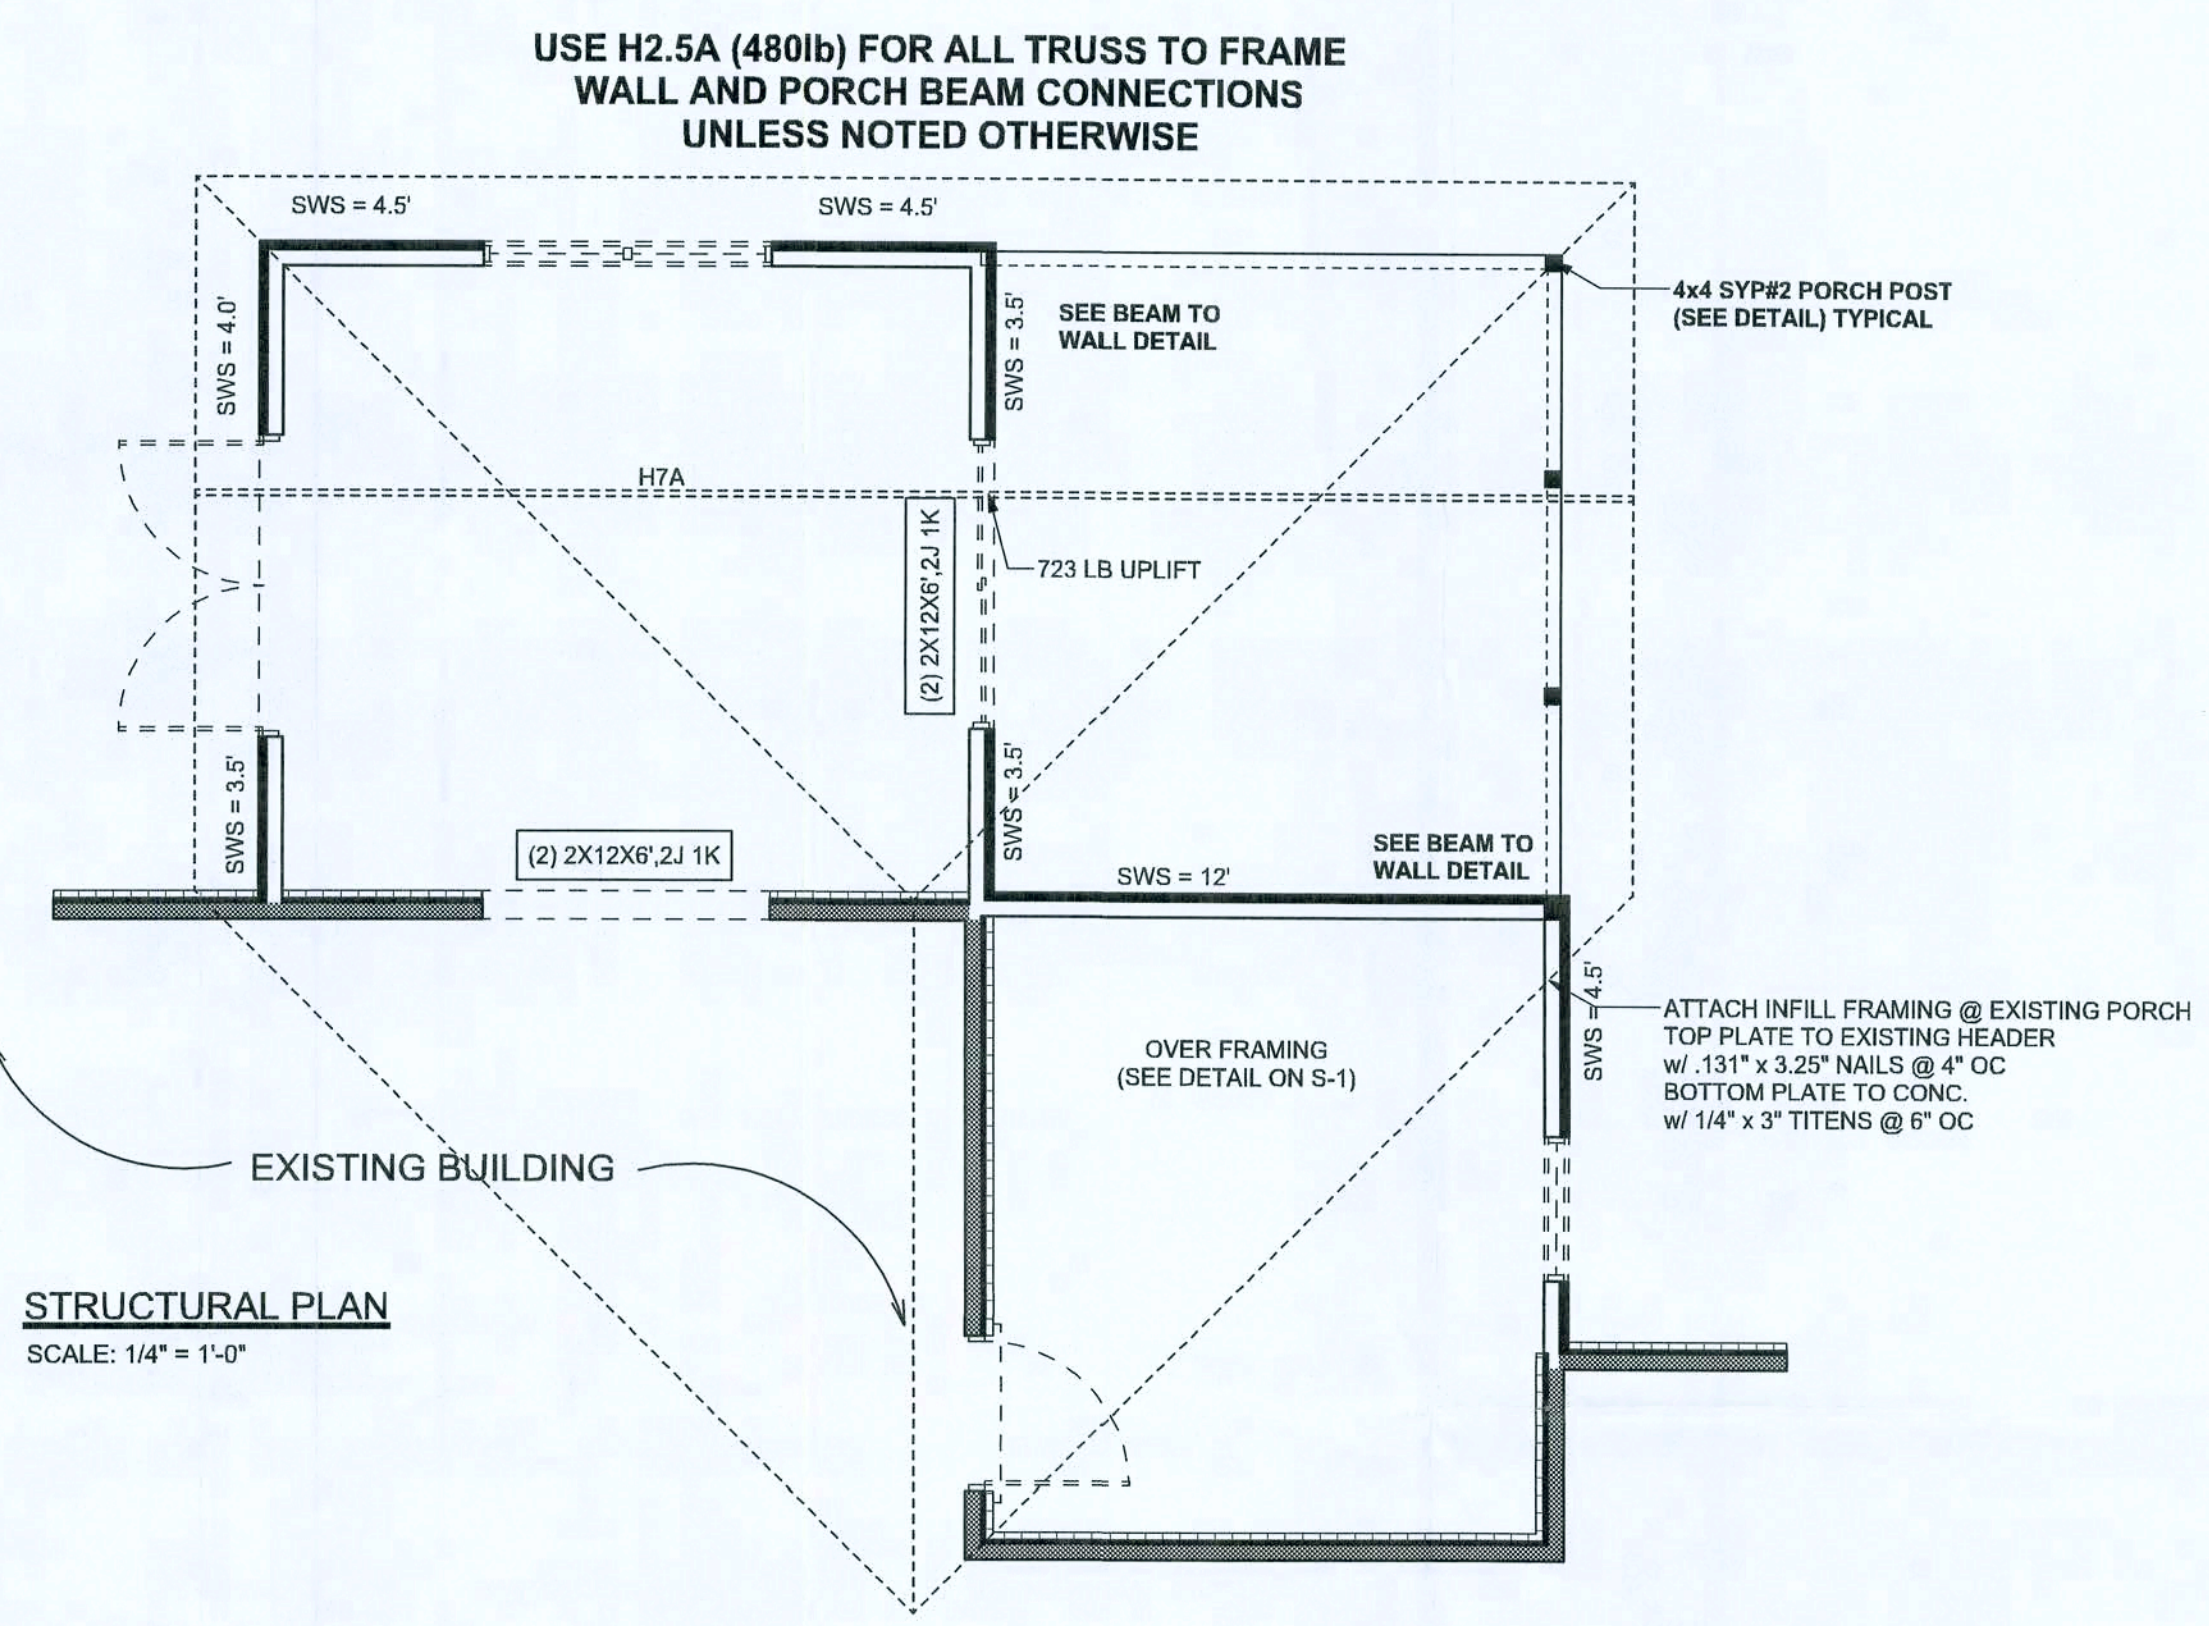 USE H2.5A (480lb) FOR ALL TRUSS TO FRAME
WALL AND PORCH BEAM CONNECTIONS
UNLESS NOTED OTHERWISE
SWS = 4.5'
SWS = 4.5'
SWS = 4.0'
SWS = 3.5'
SEE BEAM TO
WALL DETAIL
4x4 SYP#2 PORCH POST
(SEE DETAIL) TYPICAL
H7A
(2) 2X12X6',2J 1K
723 LB UPLIFT
SWS = 3.5'
SWS = 3.5'
(2) 2X12X6',2J 1K
SEE BEAM TO
WALL DETAIL
SWS = 12'
SWS = 4.5'
ATTACH INFILL FRAMING @ EXISTING PORCH
TOP PLATE TO EXISTING HEADER
w/ .131" x 3.25" NAILS @ 4" OC
BOTTOM PLATE TO CONC.
w/ 1/4" x 3" TITENS @ 6" OC
OVER FRAMING
(SEE DETAIL ON S-1)
EXISTING BUILDING
STRUCTURAL PLAN
SCALE: 1/4" = 1'-0"